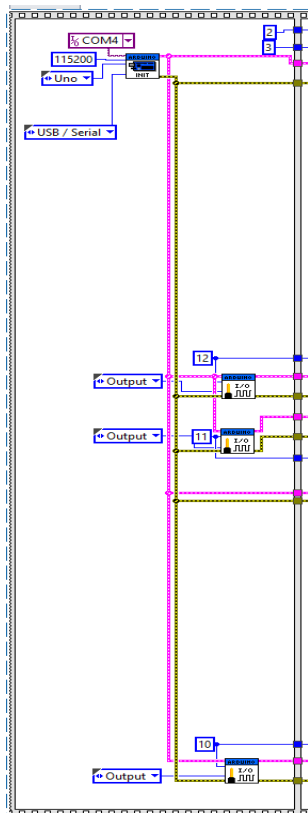 COM4
2
3
115200
ARDUINO
INIT
Uno
USB / Serial
12
Output
ARDUINO
I/O
Output
11
ARDUINO
I/O
10
Output
ARDUINO
I/O